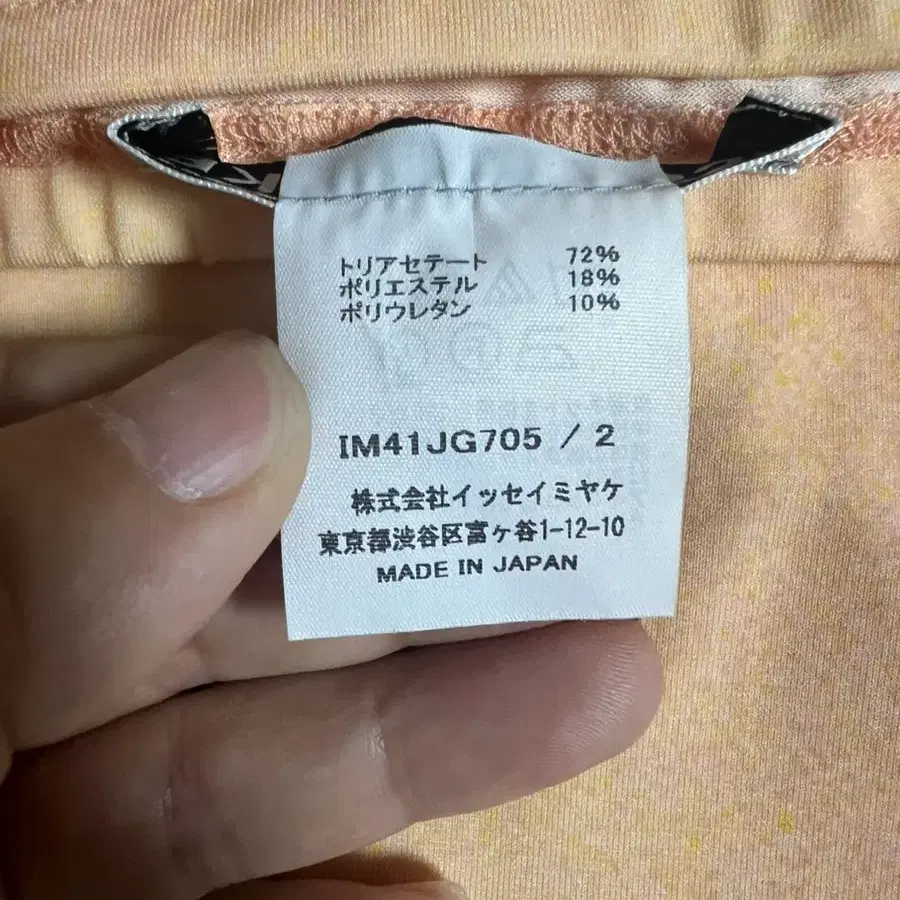 トリアセテート 72%
ポリエステル 18%
ポリウレタン 10%
IM41JG705 / 2
株式会社イッセイミヤケ
東京都渋谷区富ヶ谷1-12-10
MADE IN JAPAN